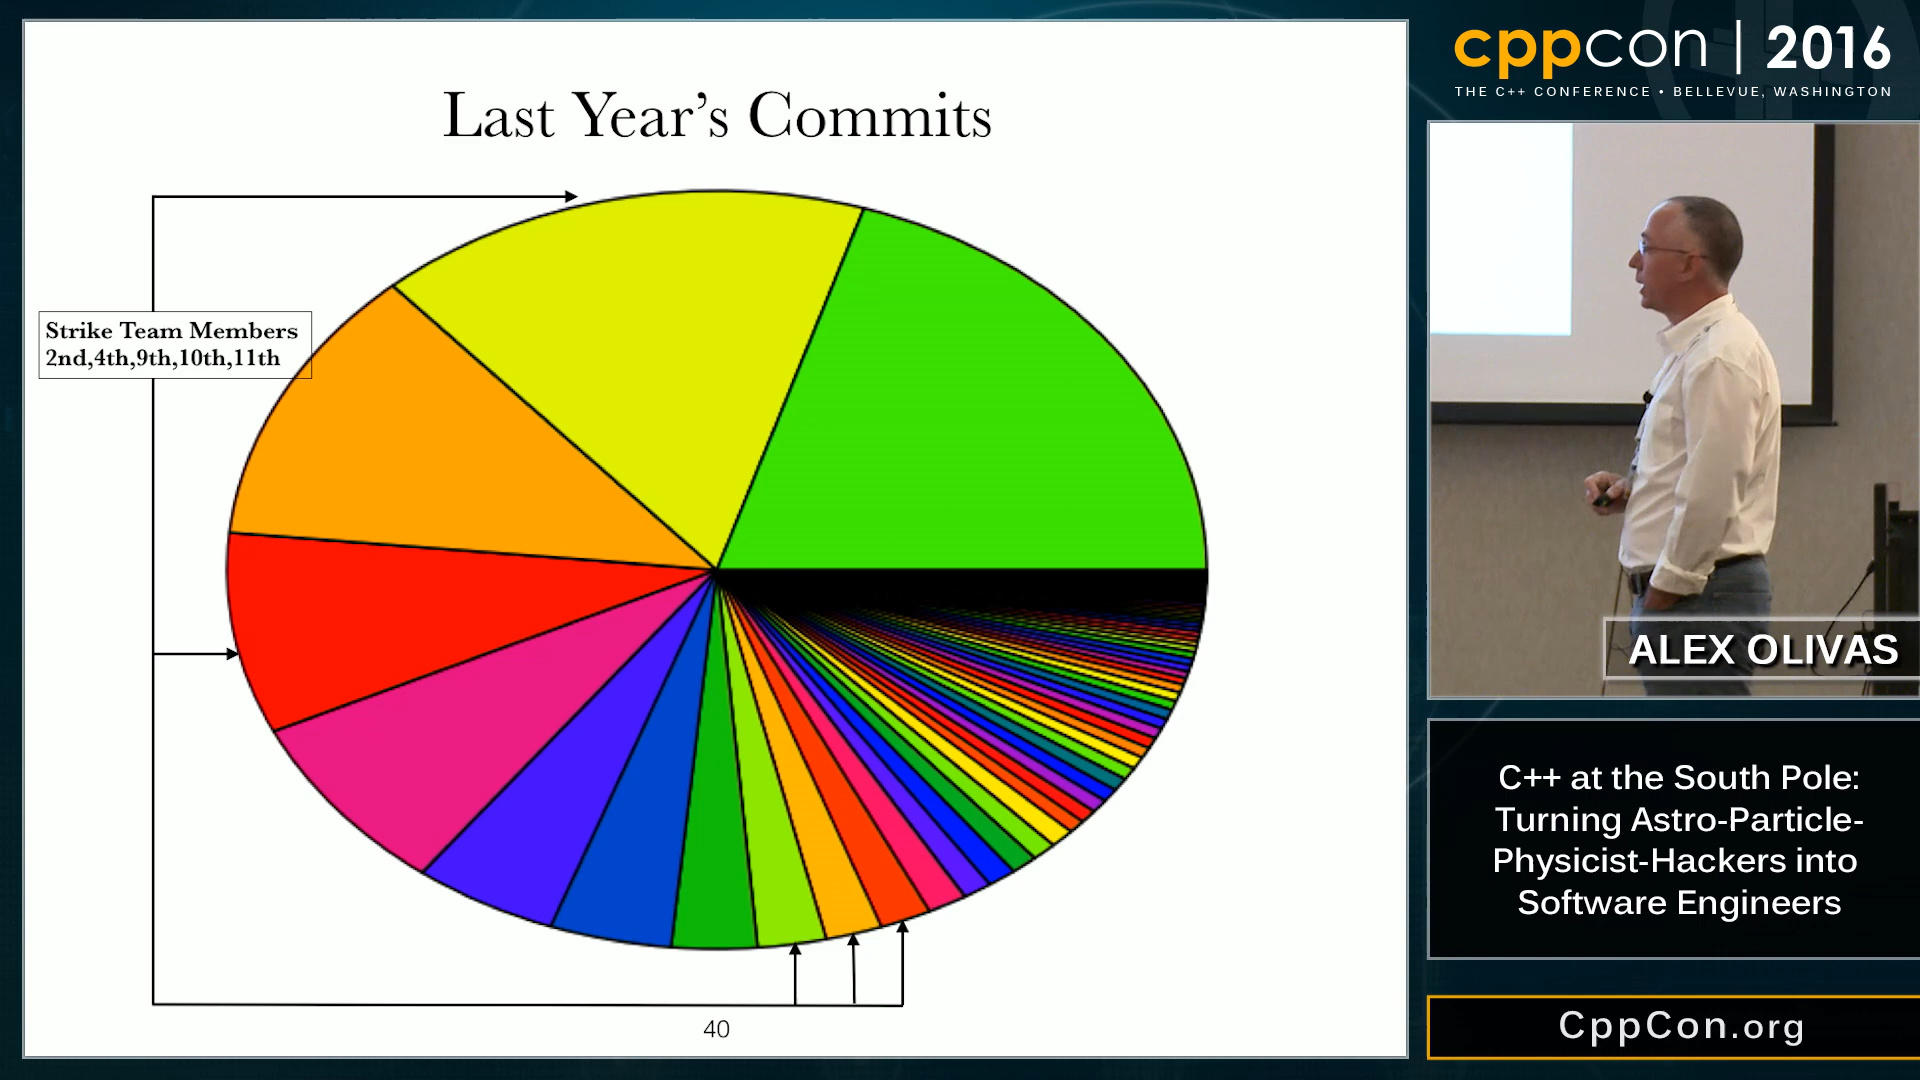 Last Year's Commits
Strike Team Members
2nd,4th,9th,10th,11th
40
cppcon | 2016
THE C++ CONFERENCE • BELLEVUE, WASHINGTON
ALEX OLIVAS
C++ at the South Pole:
Turning Astro-Particle-
Physicist-Hackers into
Software Engineers
CppCon.org